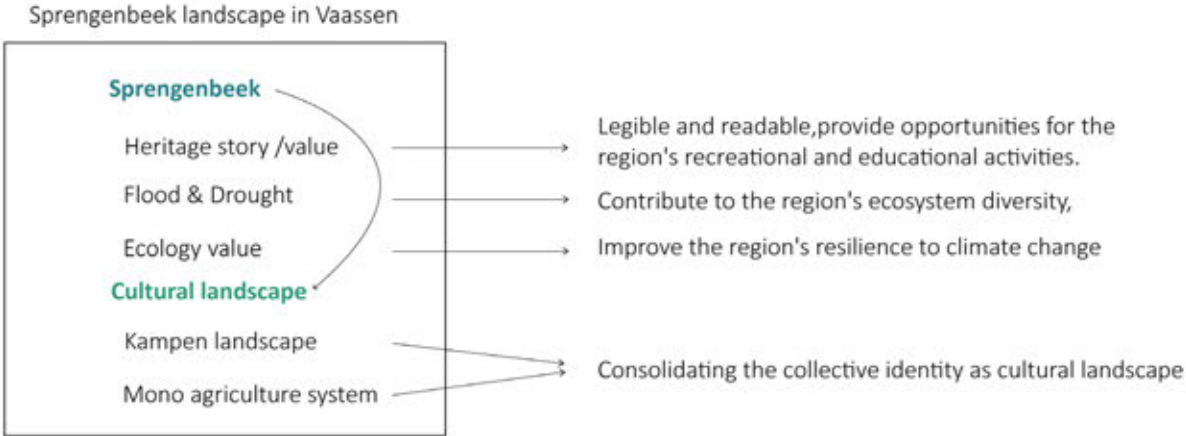 Sprengenbeek landscape in Vaassen
Sprengenbeek
Heritage story /value
Legible and readable,provide opportunities for the
region's recreational and educational activities.
Flood & Drought
Contribute to the region's ecosystem diversity,
Ecology value
Improve the region's resilience to climate change
Cultural landscape
Kampen landscape
Mono agriculture system
Consolidating the collective identity as cultural landscape